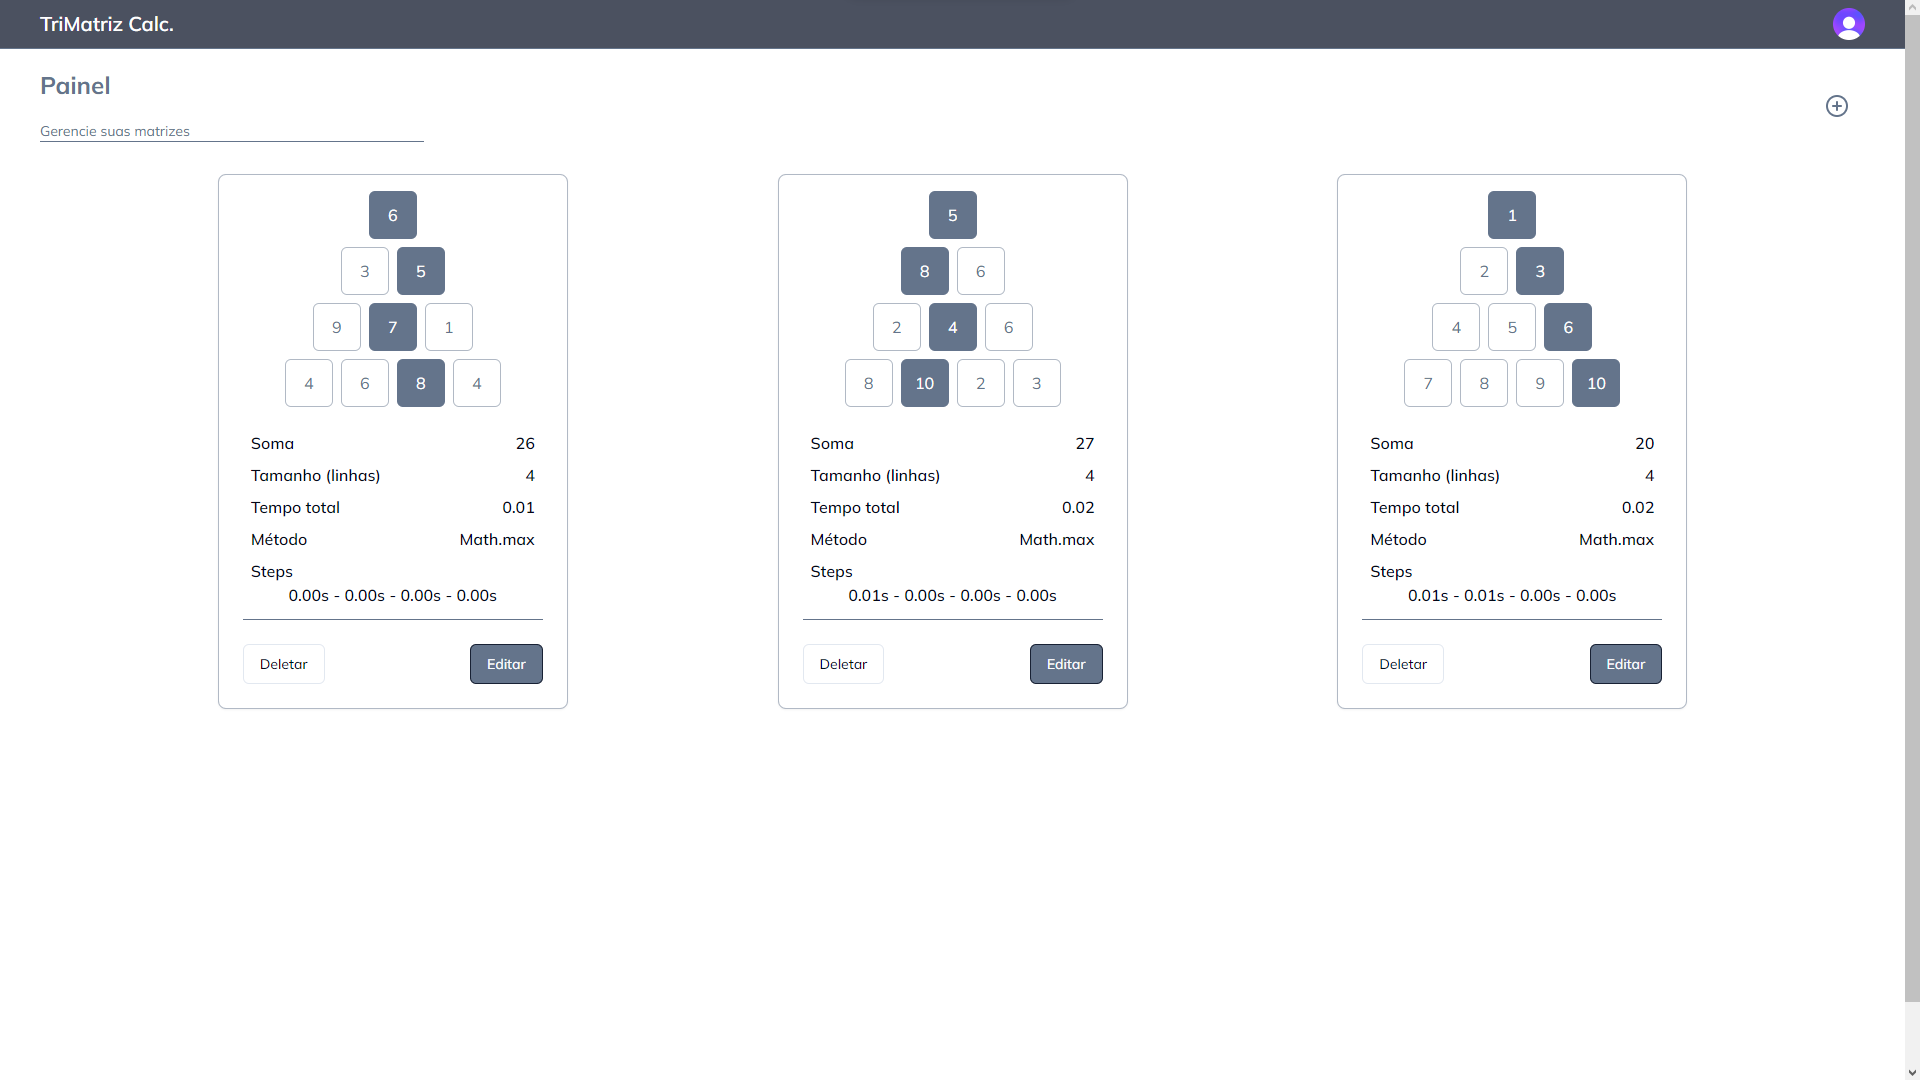 TriMatriz Calc.
Painel
Gerencie suas matrizes
6
3 5
9 7 1
4 6 8 4
Soma 26
Tamanho (linhas) 4
Tempo total 0.01
Método Math.max
Steps
0.00s - 0.00s - 0.00s - 0.00s
Deletar Editar
5
8 6
2 4 6
8 10 2 3
Soma 27
Tamanho (linhas) 4
Tempo total 0.02
Método Math.max
Steps
0.01s - 0.00s - 0.00s - 0.00s
Deletar Editar
1
2 3
4 5 6
7 8 9 10
Soma 20
Tamanho (linhas) 4
Tempo total 0.02
Método Math.max
Steps
0.01s - 0.01s - 0.00s - 0.00s
Deletar Editar